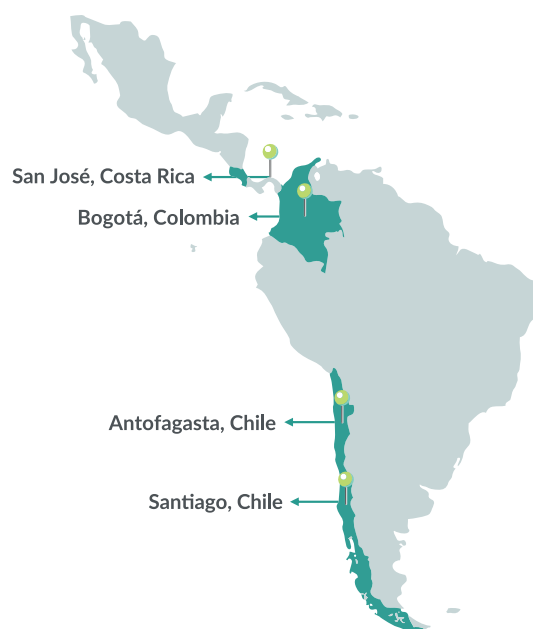 San José, Costa Rica
Bogotá, Colombia
Antofagasta, Chile
Santiago, Chile